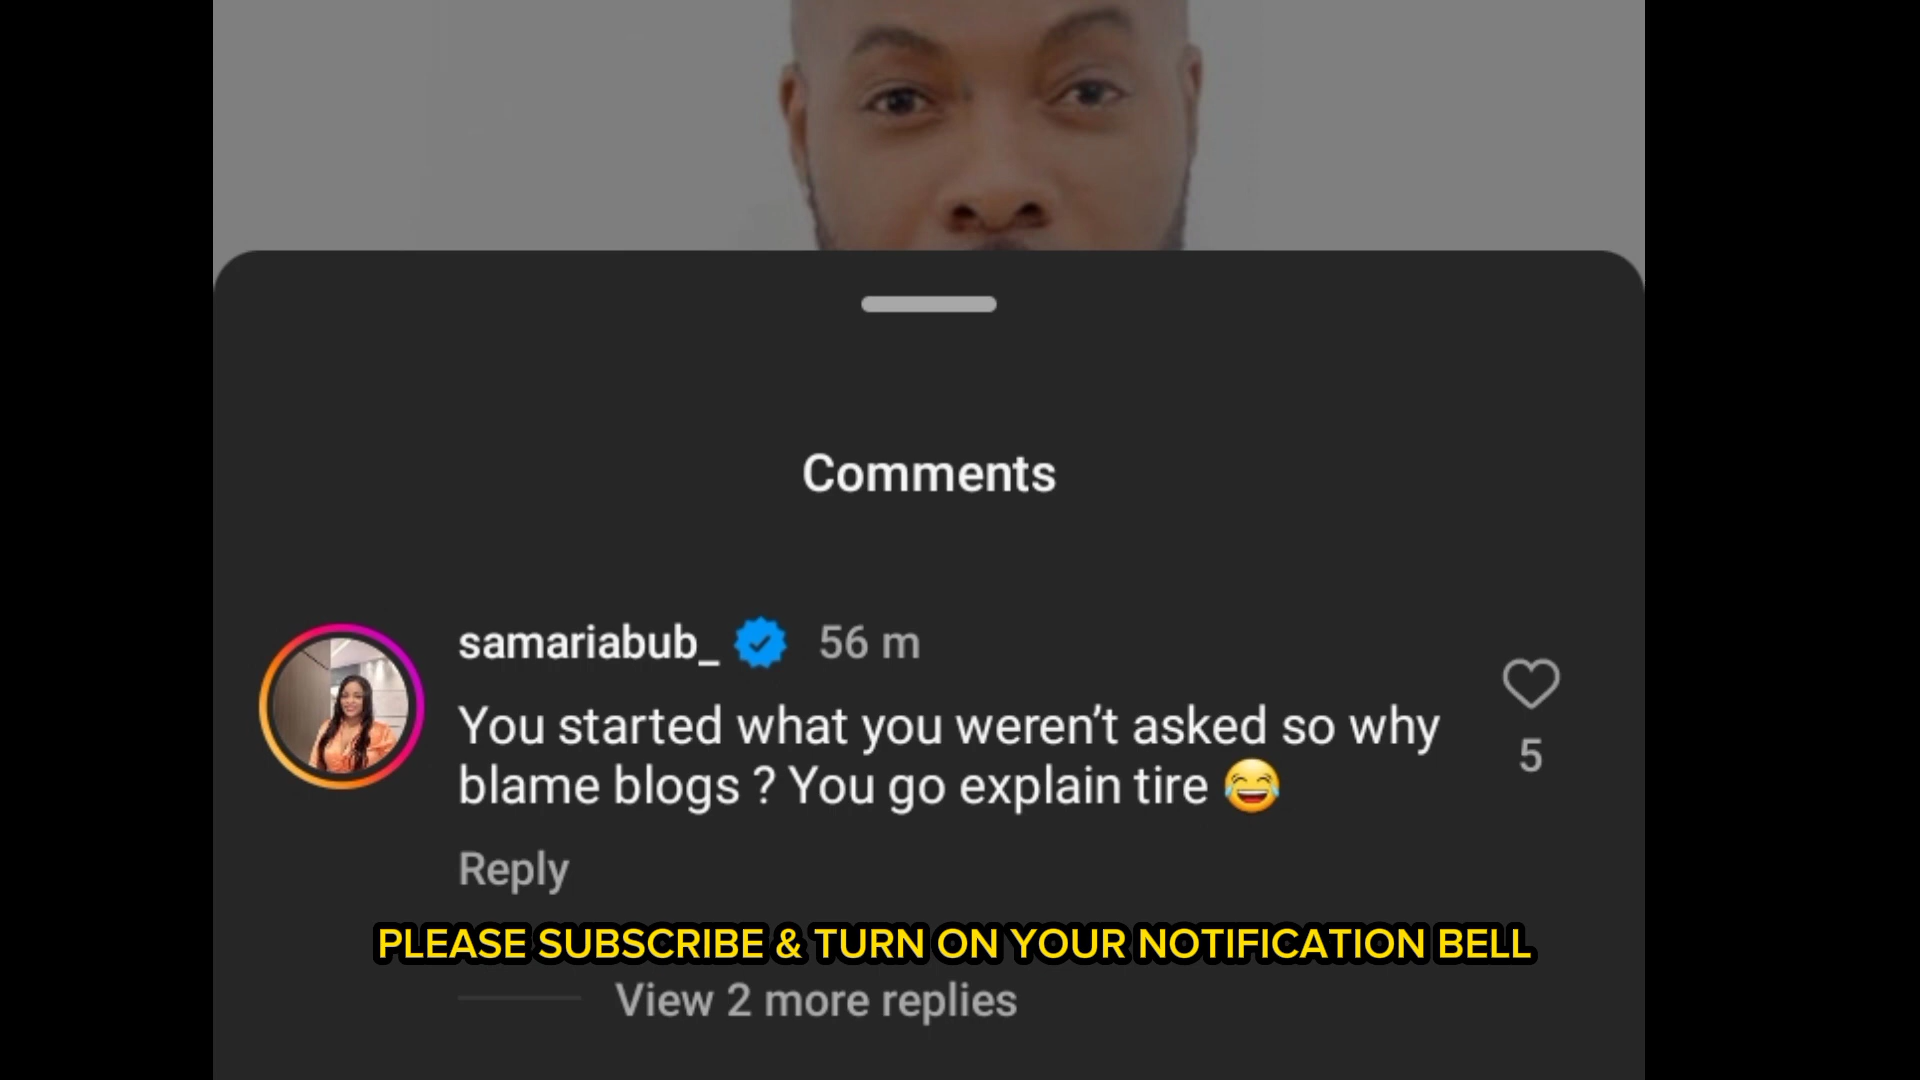 Comments
samariabub_ 56 m
You started what you weren’t asked so why
blame blogs ? You go explain tire 😂
5
Reply
PLEASE SUBSCRIBE & TURN ON YOUR NOTIFICATION BELL
View 2 more replies